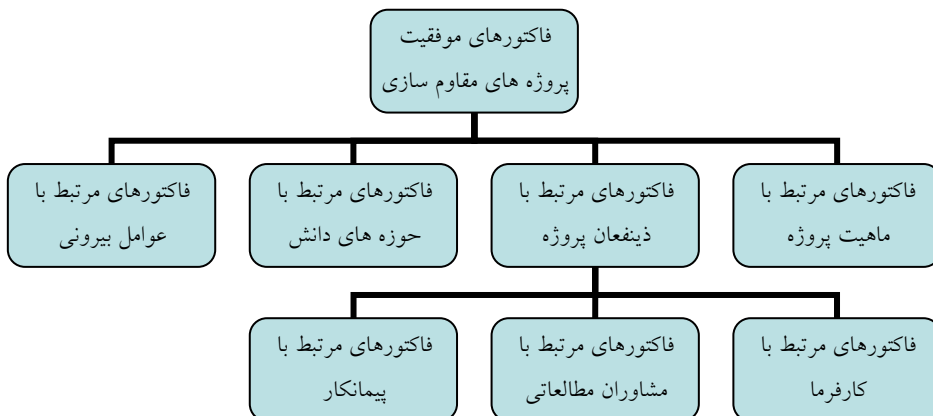 فاکتورهای موفقیت
پروژه های مقاوم سازی
فاکتورهای مرتبط با
ماهیت پروژه
فاکتورهای مرتبط با
ذینفعان پروژه
فاکتورهای مرتبط با
حوزه های دانش
فاکتورهای مرتبط با
عوامل بیرونی
فاکتورهای مرتبط با
کارفرما
فاکتورهای مرتبط با
مشاوران مطالعاتی
فاکتورهای مرتبط با
پیمانکار